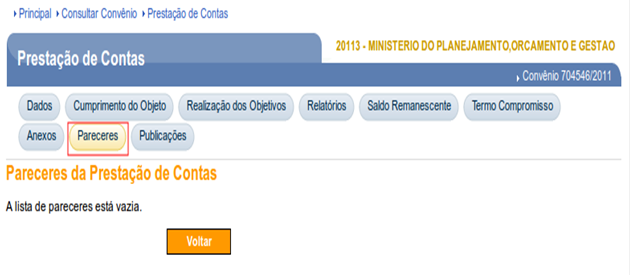 Principal Consultar Convênio Prestação de Contas
20113 - MINISTERIO DO PLANEJAMENTO,ORCAMENTO E GESTAO
Prestação de Contas
Convênio 704546/2011
Dados Cumprimento do Objeto Realização dos Objetivos Relatórios Saldo Remanescente Termo Compromisso
Anexos Pareceres Publicações
Pareceres da Prestação de Contas
A lista de pareceres está vazia.
Voltar